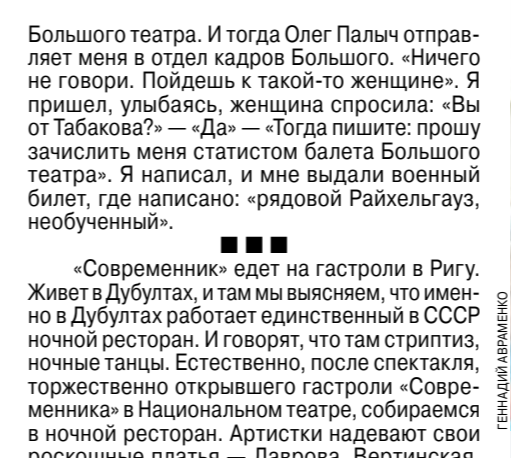 Большого театра. И тогда Олег Палыч отправ-
ляет меня в отдел кадров Большого. «Ничего
не говори. Пойдешь к такой-то женщине». Я
пришел, улыбаясь, женщина спросила: «Вы
от Табакова?» — «Да» — «Тогда пишите: прошу
зачислить меня статистом балета Большого
театра». Я написал, и мне выдали военный
билет, где написано: «рядовой Райхельгауз,
необученный».
■ ■ ■
«Современник» едет на гастроли в Ригу.
Живет в Дубултах, и там мы выясняем, что имен-
но в Дубултах работает единственный в СССР
ночной ресторан. И говорят, что там стриптиз,
ночные танцы. Естественно, после спектакля,
торжественно открывшего гастроли «Совре-
менника» в Национальном театре, собираемся
в ночной ресторан. Артистки надевают свои
роскошные платья — Лаврова, Вертинская,
ГЕННАДИЙ АВРАМЕНКО